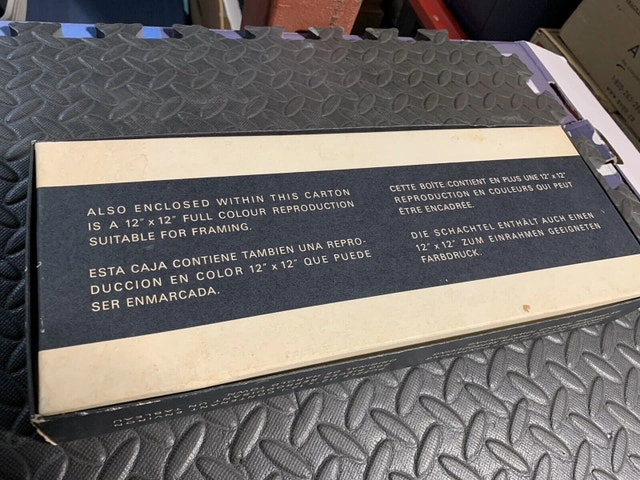 ALSO ENCLOSED WITHIN THIS CARTON
IS A 12″ x 12″ FULL COLOUR REPRODUCTION
SUITABLE FOR FRAMING.
ESTA CAJA CONTIENE TAMBIEN UNA REPRO-
DUCCION EN COLOR 12″ x 12″ QUE PUEDE
SER ENMARCADA.
CETTE BOÎTE CONTIENT EN PLUS UNE 12″ x 12″
REPRODUCTION EN COULEURS QUI PEUT
ÊTRE ENCADRÉE.
DIE SCHACHTEL ENTHÄLT AUCH EINEN
12″ x 12″ ZUM EINRAHMEN GEEIGNETEN
FARBDRUCK.